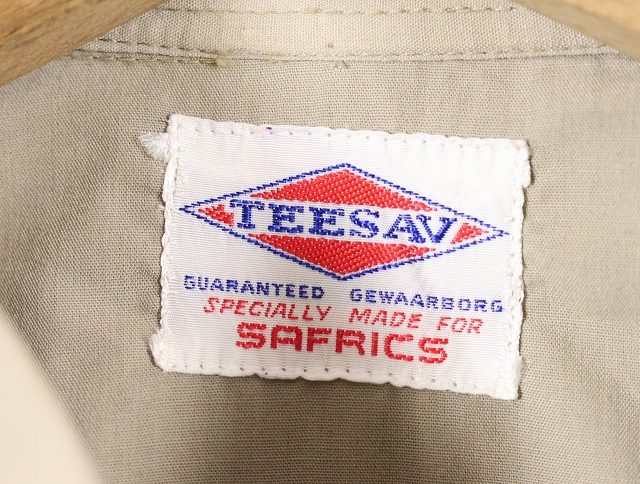 TEESAV
GUARANTEED GEWAARBORG
SPECIALLY MADE FOR
SAFRICS